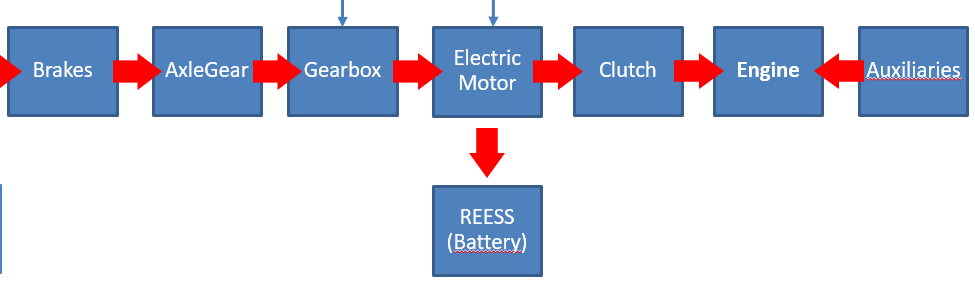 Brakes
AxleGear
Gearbox
Electric
Motor
Clutch
Engine
Auxiliaries
REESS
(Battery)